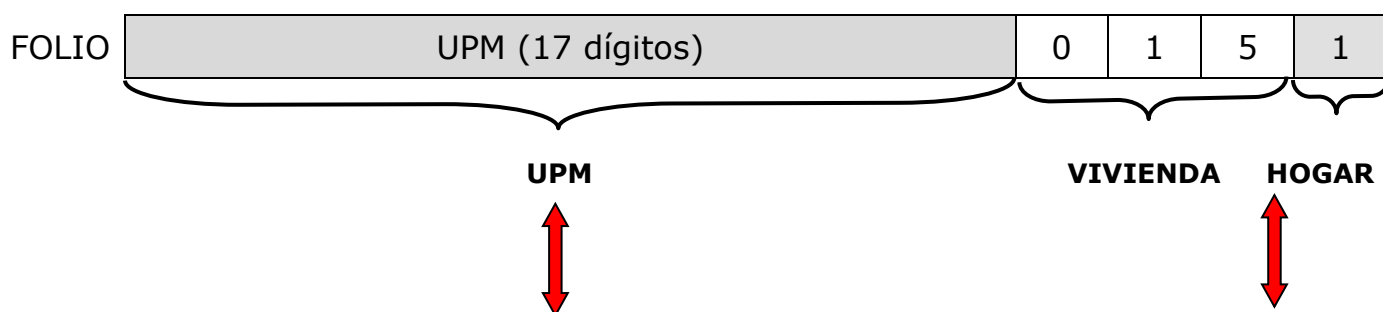 FOLIO UPM (17 dígitos) 0 1 5 1
UPM VIVIENDA HOGAR